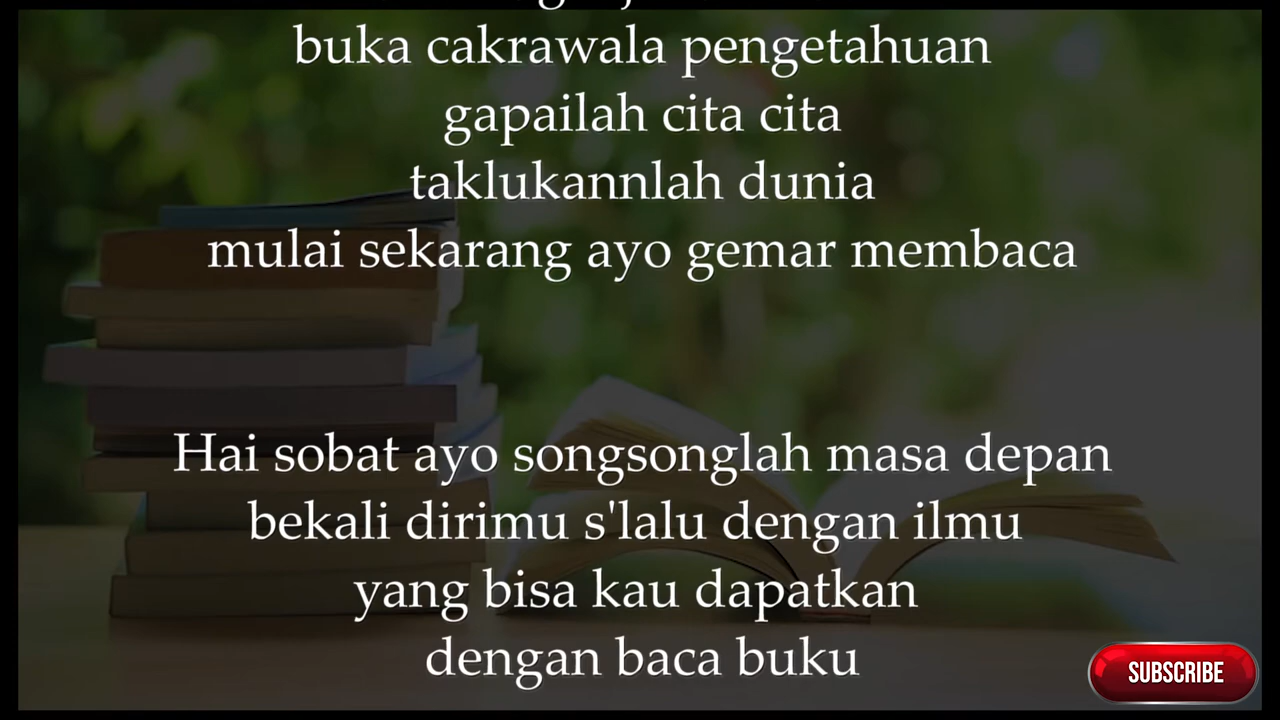 buka cakrawala pengetahuan
gapailah cita cita
taklukannlah dunia
mulai sekarang ayo gemar membaca
Hai sobat ayo songsonglah masa depan
bekali dirimu s'lalu dengan ilmu
yang bisa kau dapatkan
dengan baca buku
SUBSCRIBE